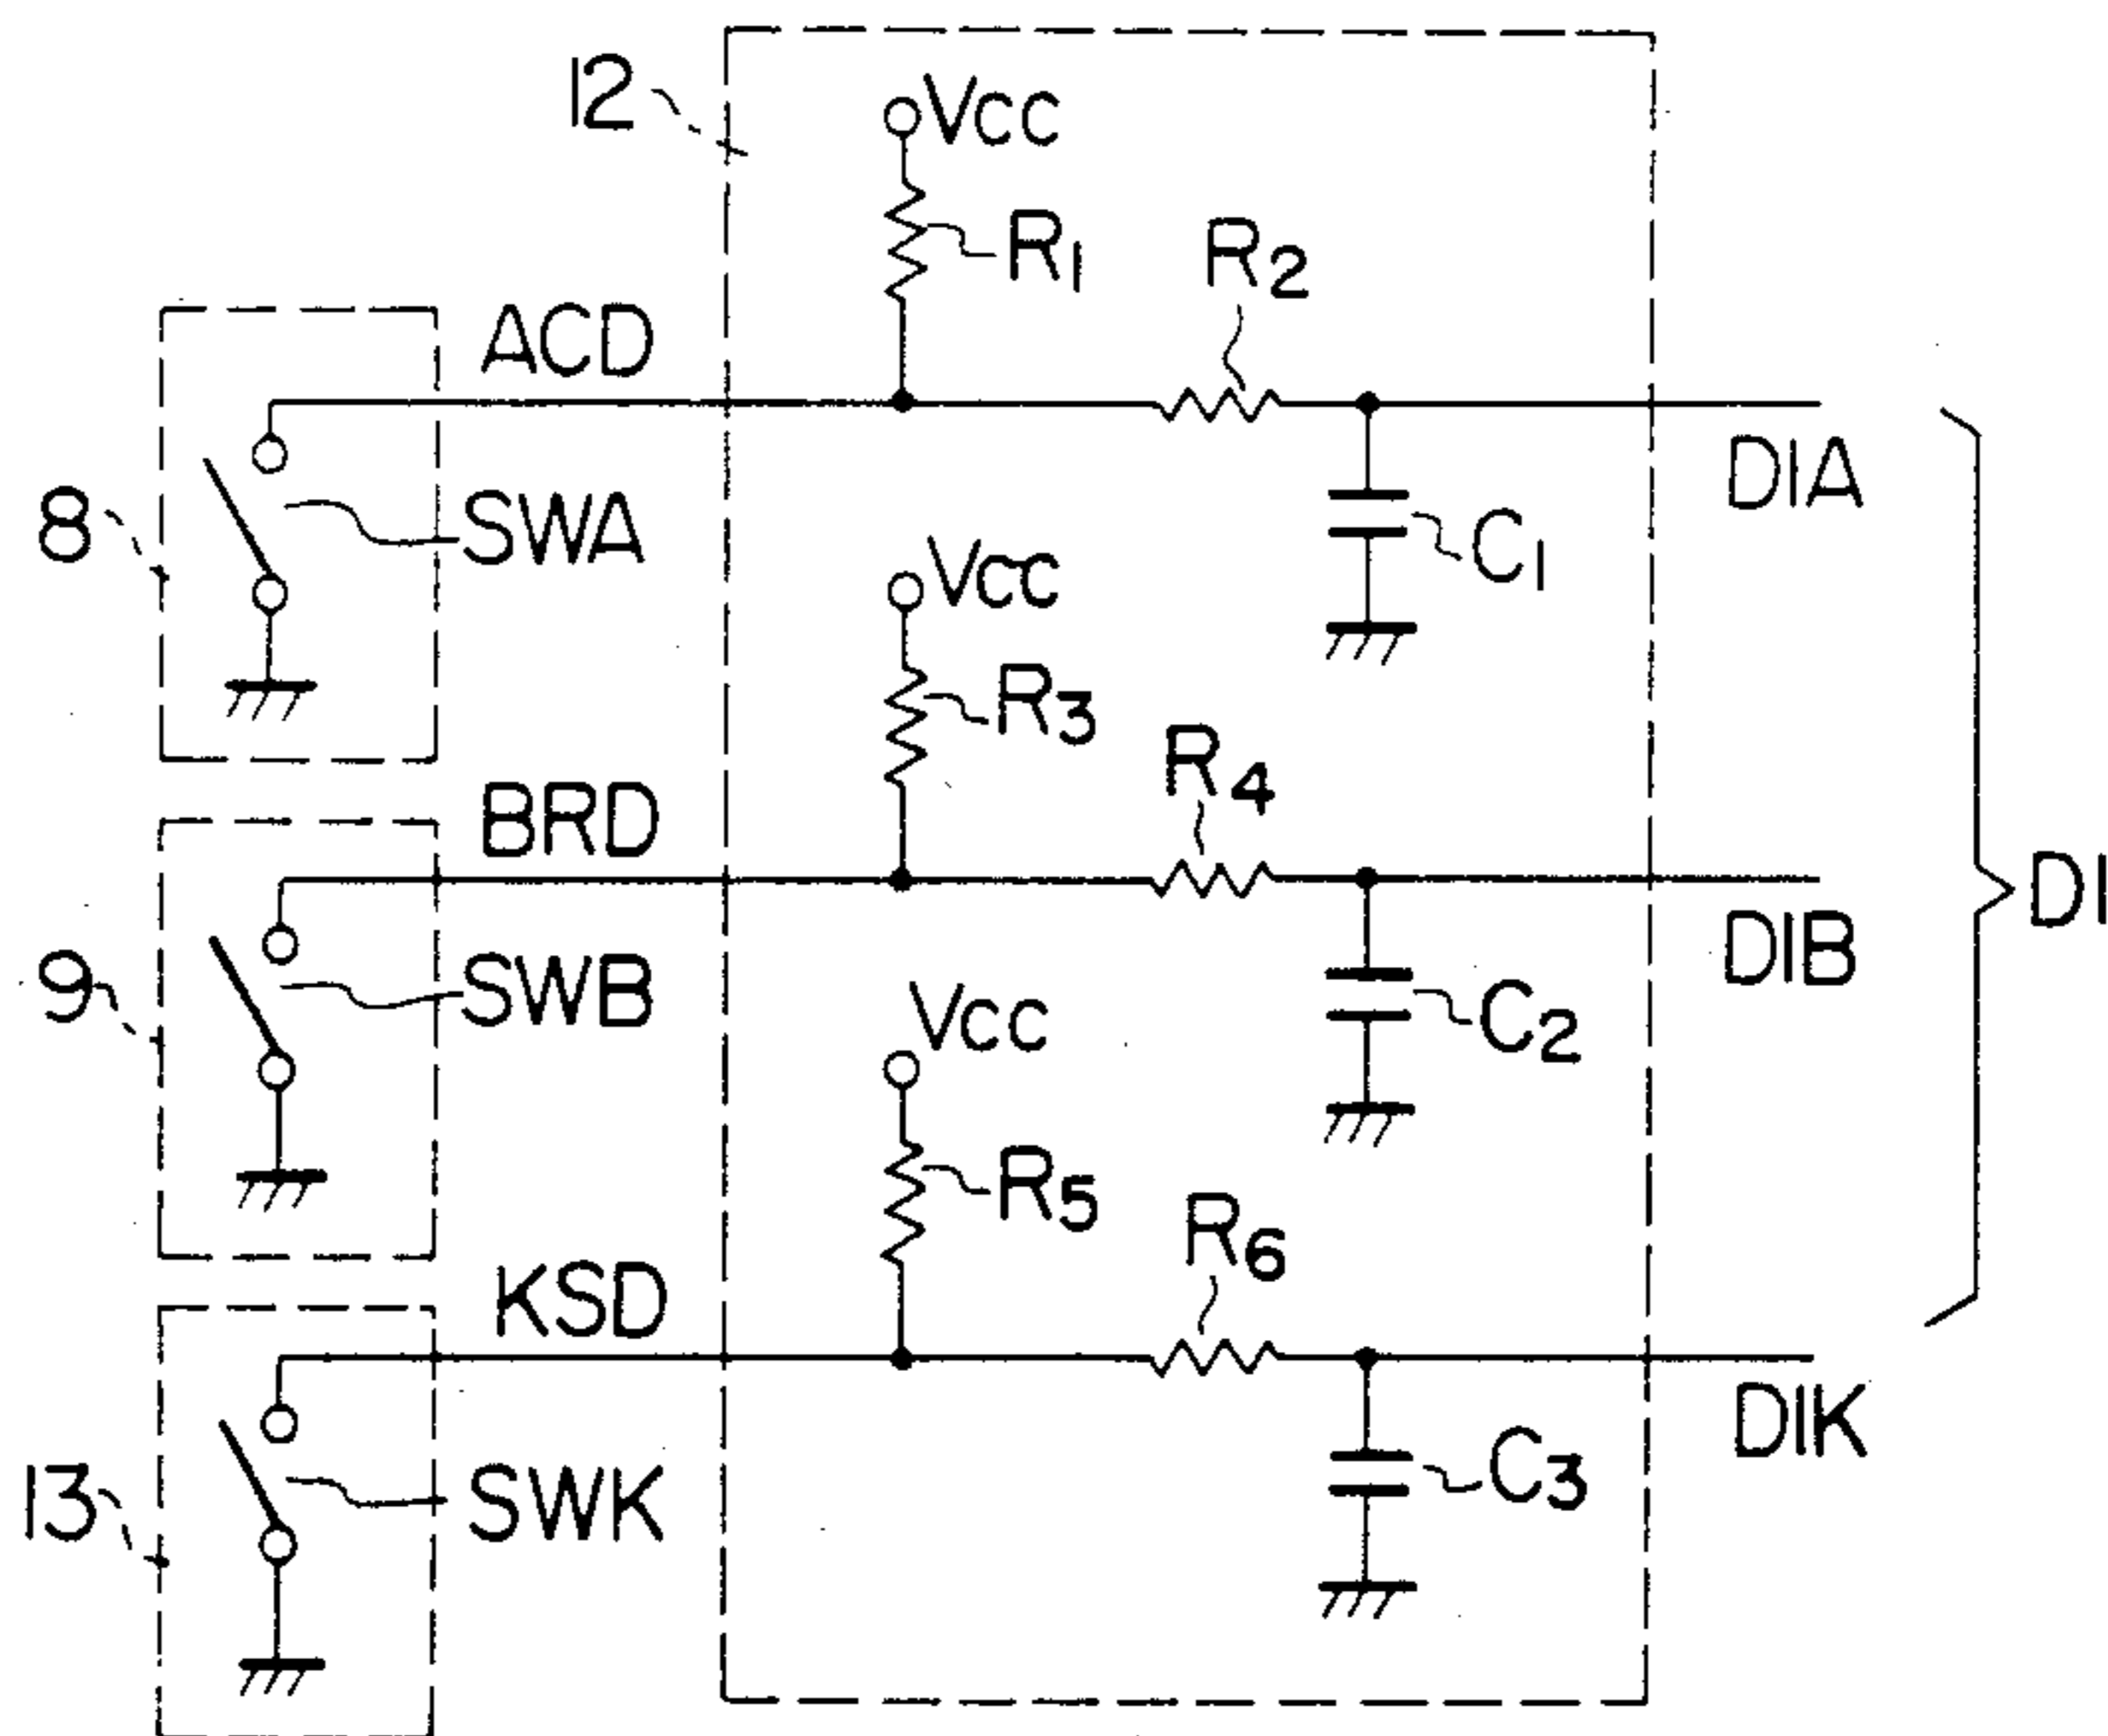 12
Vcc
R1
R2
ACD
8
SWA
DIA
C1
Vcc
R3
R4
BRD
DI
9
SWB
DIB
C2
Vcc
R5
R6
KSD
13
SWK
DIK
C3